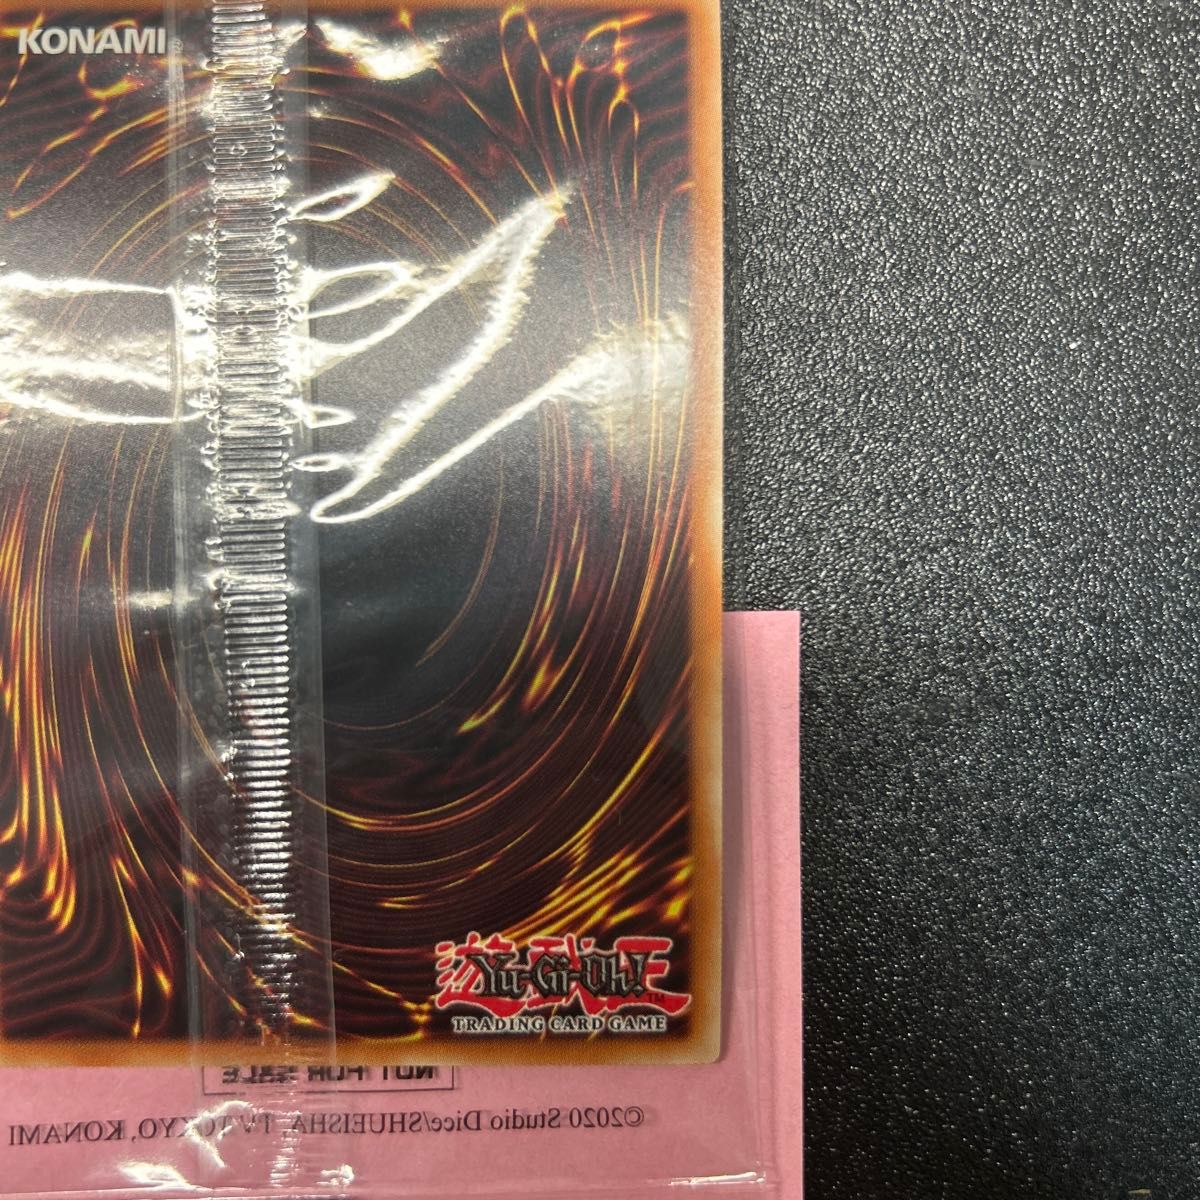 KONAMI
遊戯王
Yu-Gi-Oh!™
TRADING CARD GAME
NOT FOR SALE
©2020 Studio Dice/SHUEISHA, TV TOKYO, KONAMI